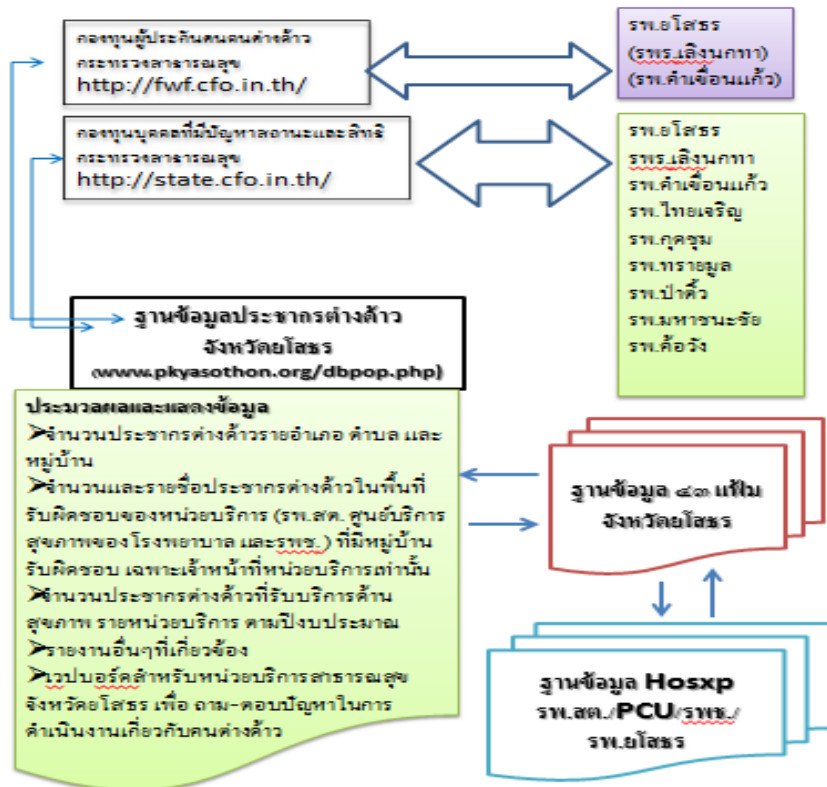 กองทุนผู้ประกันตนคนต่างด้าว
กระทรวงสาธารณสุข
http://fwf.cfo.in.th/
รพ.ยโสธร
(รพร.เลิงนกทา)
(รพ.คำเขื่อนแก้ว)
กองทุนบุคคลที่มีปัญหาสถานะและสิทธิ
กระทรวงสาธารณสุข
http://state.cfo.in.th/
รพ.ยโสธร
รพร.เลิงนกทา
รพ.คำเขื่อนแก้ว
รพ.ไทยเจริญ
รพ.กุดชุม
รพ.ทรายมูล
รพ.ป่าติ้ว
รพ.มหาชนะชัย
รพ.ค้อวัง
ฐานข้อมูลประชากรต่างด้าว
จังหวัดยโสธร
(www.pkyasothon.org/dbpop.php)
ประมวลผลและแสดงข้อมูล
➤จำนวนประชากรต่างด้าวรายอำเภอ ตำบล และ
หมู่บ้าน
➤จำนวนและรายชื่อประชากรต่างด้าวในพื้นที่
รับผิดชอบของหน่วยบริการ (รพ.สต. ศูนย์บริการ
สุขภาพของโรงพยาบาล และรพช.) ที่มีหมู่บ้าน
รับผิดชอบ เฉพาะเจ้าหน้าที่หน่วยบริการเท่านั้น
➤จำนวนประชากรต่างด้าวที่รับบริการด้าน
สุขภาพ รายหน่วยบริการ ตามปีงบประมาณ
➤รายงานอื่นๆที่เกี่ยวข้อง
➤เวปบอร์ดสำหรับหน่วยบริการสาธารณสุข
จังหวัดยโสธร เพื่อ ถาม-ตอบปัญหาในการ
ดำเนินงานเกี่ยวกับคนต่างด้าว
ฐานข้อมูล ๔๓ แฟ้ม
จังหวัดยโสธร
ฐานข้อมูล Hosxp
รพ.สต./PCU/รพช./
รพ.ยโสธร